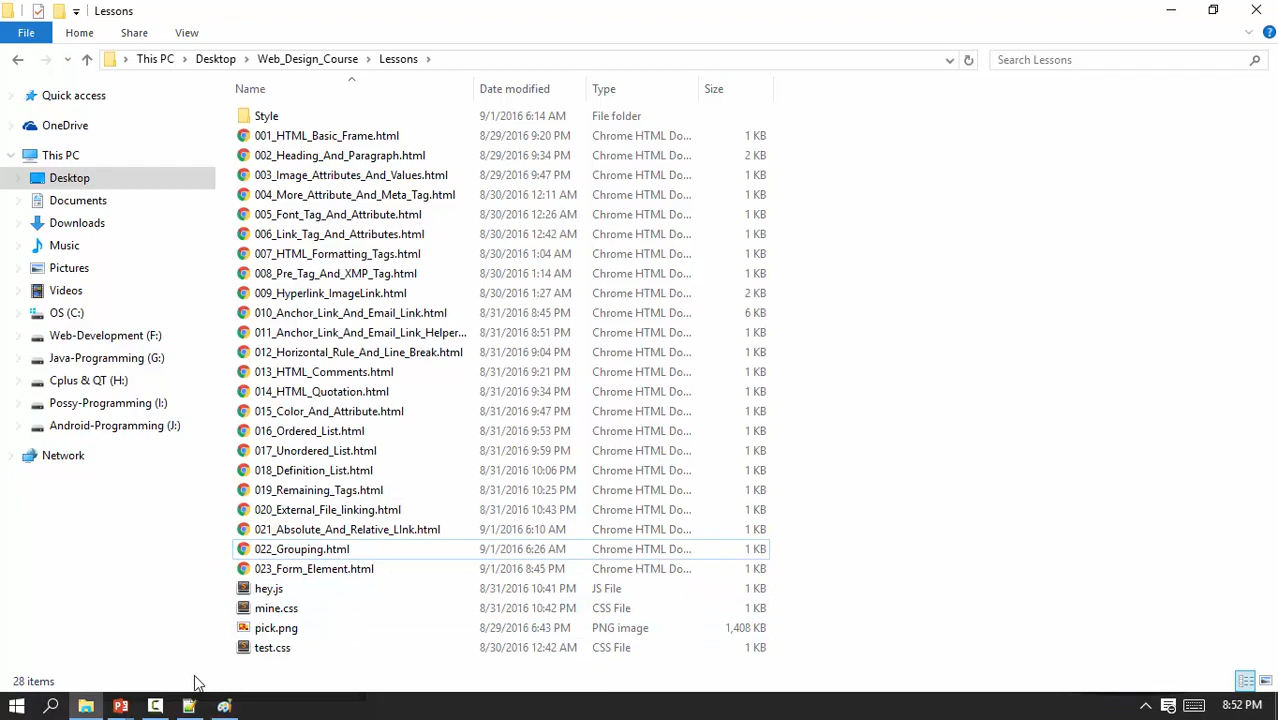 Lessons
File Home Share View
This PC Desktop Web_Design_Course Lessons Search Lessons
Name Date modified Type Size
Quick access
OneDrive
This PC
Desktop
Documents
Downloads
Music
Pictures
Videos
OS (C:)
Web-Development (F:)
Java-Programming (G:)
Cplus & QT (H:)
Possy-Programming (I:)
Android-Programming (J:)
Network
Style 9/1/2016 6:14 AM File folder
001_HTML_Basic_Frame.html 8/29/2016 9:20 PM Chrome HTML Do... 1 KB
002_Heading_And_Paragraph.html 8/29/2016 9:34 PM Chrome HTML Do... 2 KB
003_Image_Attributes_And_Values.html 8/29/2016 9:47 PM Chrome HTML Do... 1 KB
004_More_Attribute_And_Meta_Tag.html 8/30/2016 12:11 AM Chrome HTML Do... 1 KB
005_Font_Tag_And_Attribute.html 8/30/2016 12:26 AM Chrome HTML Do... 1 KB
006_Link_Tag_And_Attributes.html 8/30/2016 12:42 AM Chrome HTML Do... 1 KB
007_HTML_Formatting_Tags.html 8/30/2016 1:04 AM Chrome HTML Do... 1 KB
008_Pre_Tag_And_XMP_Tag.html 8/30/2016 1:14 AM Chrome HTML Do... 1 KB
009_Hyperlink_ImageLink.html 8/30/2016 1:27 AM Chrome HTML Do... 2 KB
010_Anchor_Link_And_Email_Link.html 8/31/2016 8:45 PM Chrome HTML Do... 6 KB
011_Anchor_Link_And_Email_Link_Helper... 8/31/2016 8:51 PM Chrome HTML Do... 1 KB
012_Horizontal_Rule_And_Line_Break.html 8/31/2016 9:04 PM Chrome HTML Do... 1 KB
013_HTML_Comments.html 8/31/2016 9:21 PM Chrome HTML Do... 1 KB
014_HTML_Quotation.html 8/31/2016 9:34 PM Chrome HTML Do... 1 KB
015_Color_And_Attribute.html 8/31/2016 9:47 PM Chrome HTML Do... 1 KB
016_Ordered_List.html 8/31/2016 9:53 PM Chrome HTML Do... 1 KB
017_Unordered_List.html 8/31/2016 9:59 PM Chrome HTML Do... 1 KB
018_Definition_List.html 8/31/2016 10:06 PM Chrome HTML Do... 1 KB
019_Remaining_Tags.html 8/31/2016 10:25 PM Chrome HTML Do... 1 KB
020_External_File_linking.html 8/31/2016 10:43 PM Chrome HTML Do... 1 KB
021_Absolute_And_Relative_LInk.html 9/1/2016 6:10 AM Chrome HTML Do... 1 KB
022_Grouping.html 9/1/2016 6:26 AM Chrome HTML Do... 1 KB
023_Form_Element.html 9/1/2016 8:45 PM Chrome HTML Do... 1 KB
hey.js 8/31/2016 10:41 PM JS File 1 KB
mine.css 8/31/2016 10:42 PM CSS File 1 KB
pick.png 8/29/2016 6:43 PM PNG image 1,408 KB
test.css 8/30/2016 12:42 AM CSS File 1 KB
28 items
8:52 PM